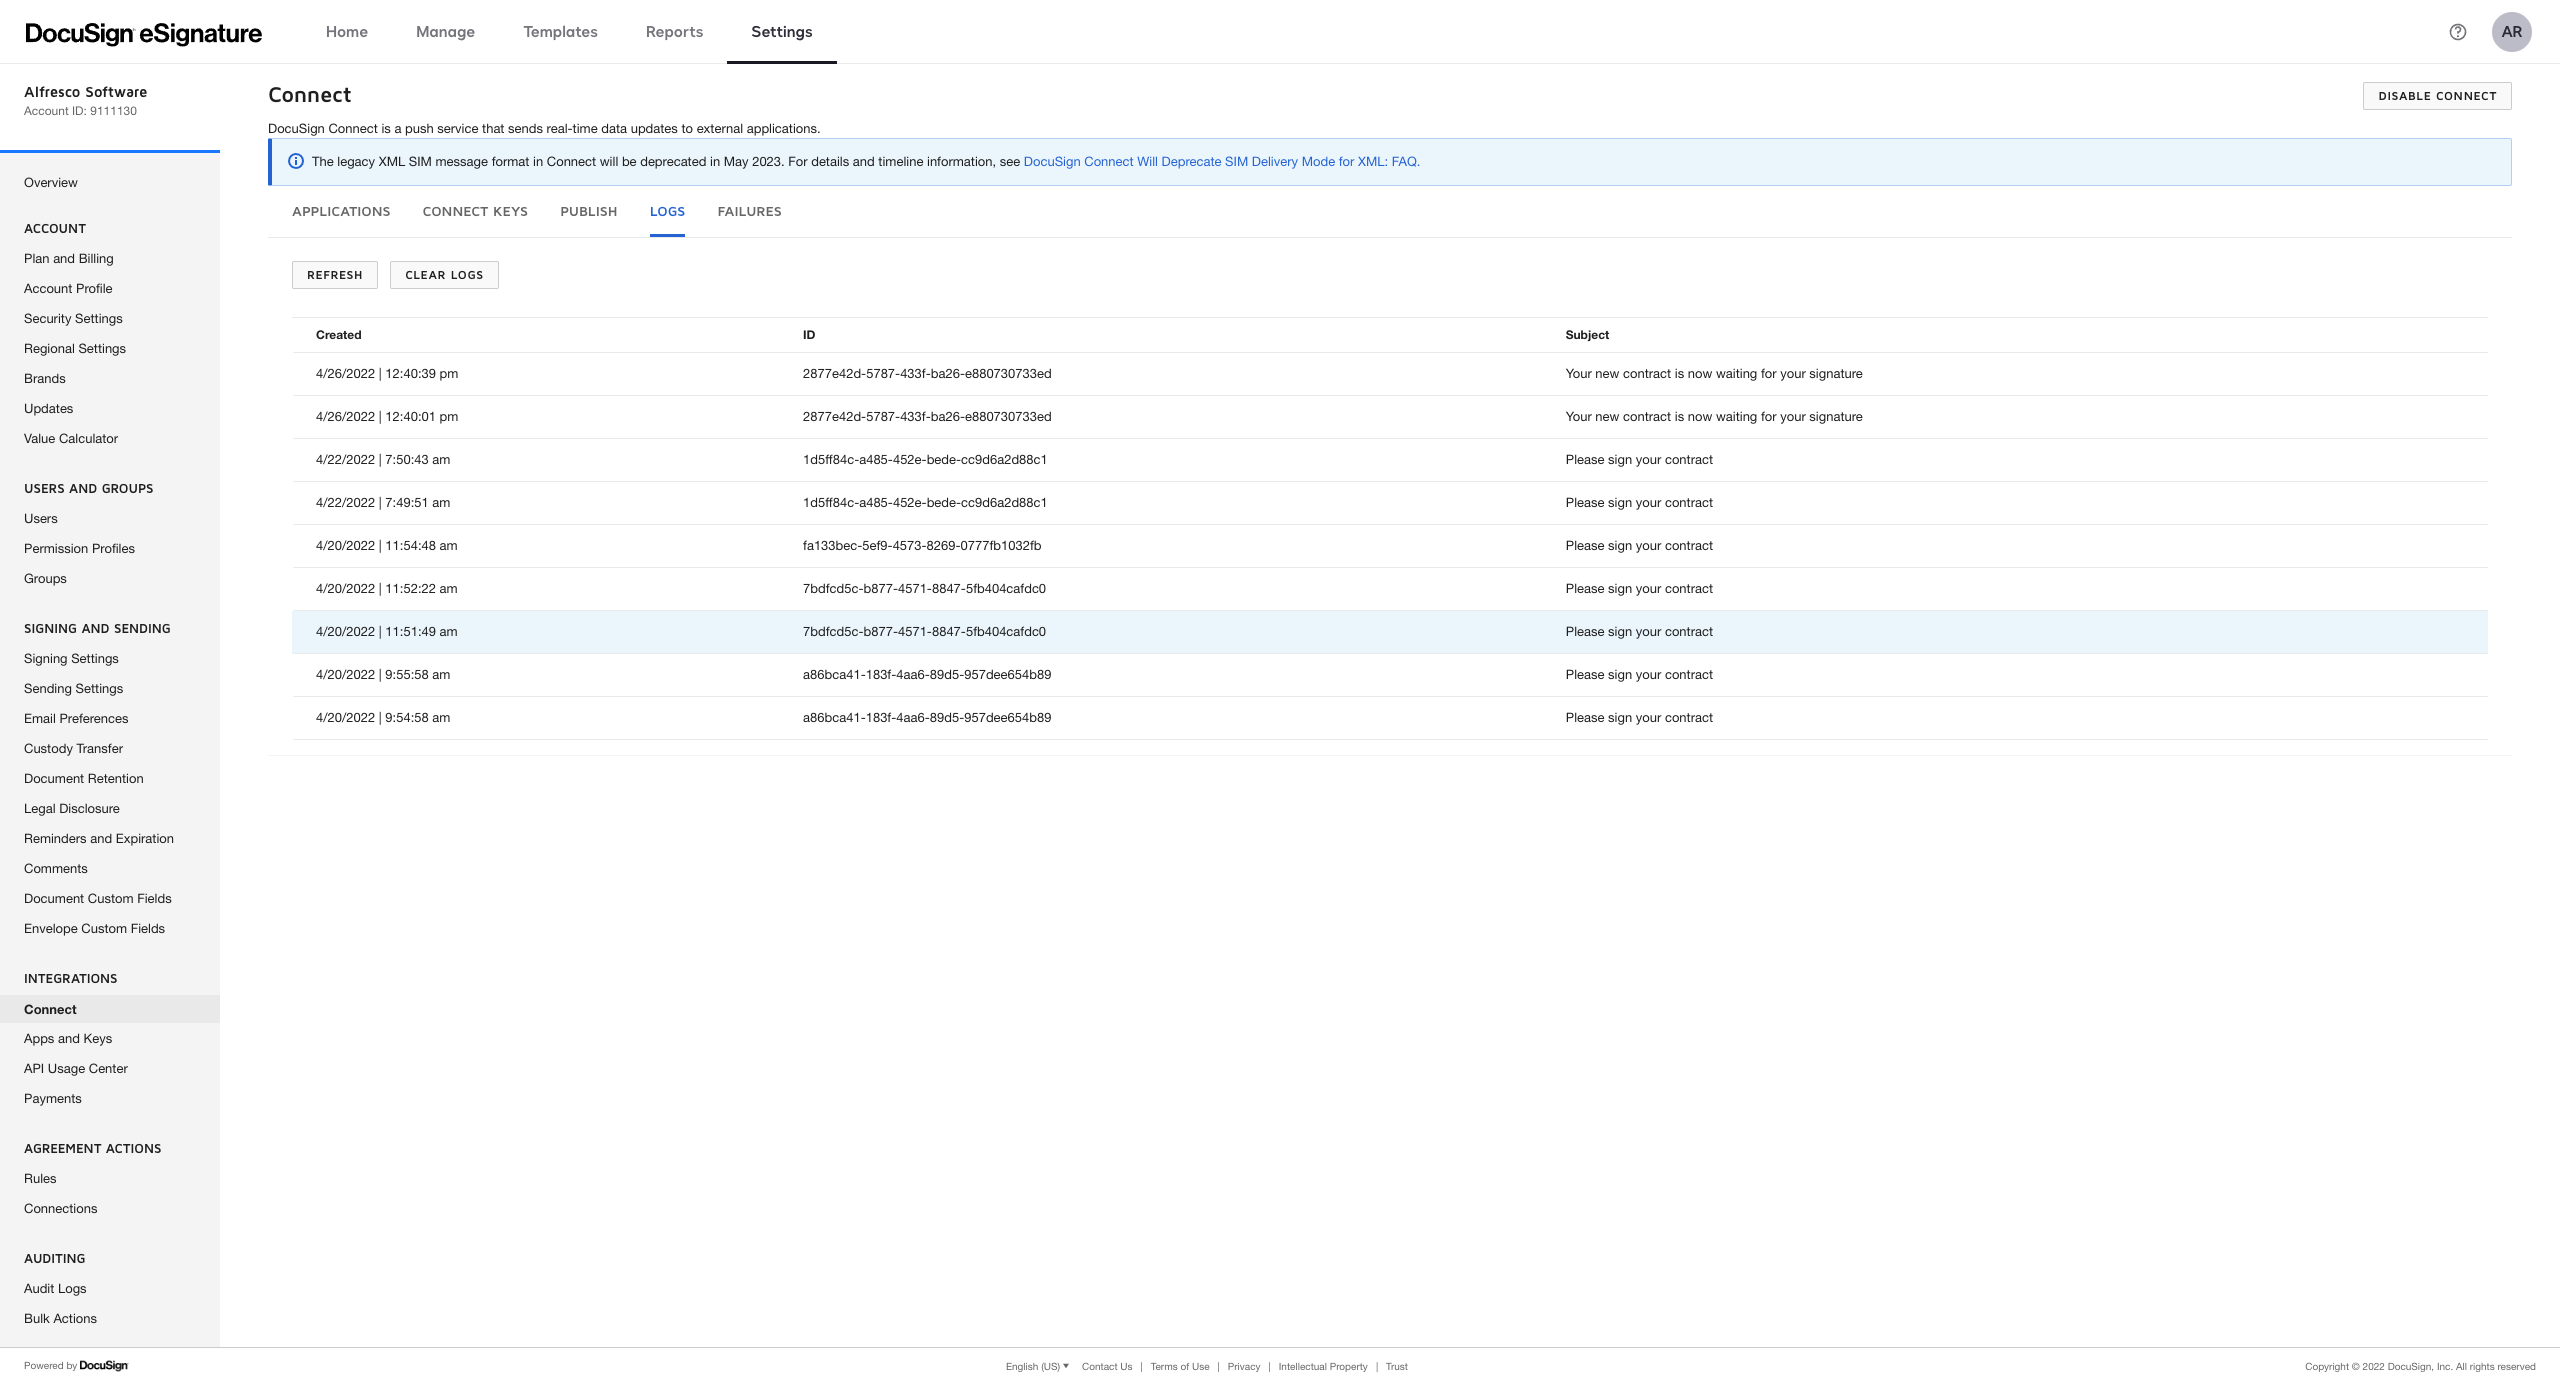 DocuSign eSignature Home Manage Templates Reports Settings AR
Alfresco Software
Account ID: 9111130
Overview
ACCOUNT
Plan and Billing
Account Profile
Security Settings
Regional Settings
Brands
Updates
Value Calculator
USERS AND GROUPS
Users
Permission Profiles
Groups
SIGNING AND SENDING
Signing Settings
Sending Settings
Email Preferences
Custody Transfer
Document Retention
Legal Disclosure
Reminders and Expiration
Comments
Document Custom Fields
Envelope Custom Fields
INTEGRATIONS
Connect
Apps and Keys
API Usage Center
Payments
AGREEMENT ACTIONS
Rules
Connections
AUDITING
Audit Logs
Bulk Actions
Connect
DISABLE CONNECT
DocuSign Connect is a push service that sends real-time data updates to external applications.
The legacy XML SIM message format in Connect will be deprecated in May 2023. For details and timeline information, see DocuSign Connect Will Deprecate SIM Delivery Mode for XML: FAQ.
APPLICATIONS CONNECT KEYS PUBLISH LOGS FAILURES
REFRESH CLEAR LOGS
Created ID Subject
4/26/2022 | 12:40:39 pm 2877e42d-5787-433f-ba26-e880730733ed Your new contract is now waiting for your signature
4/26/2022 | 12:40:01 pm 2877e42d-5787-433f-ba26-e880730733ed Your new contract is now waiting for your signature
4/22/2022 | 7:50:43 am 1d5ff84c-a485-452e-bede-cc9d6a2d88c1 Please sign your contract
4/22/2022 | 7:49:51 am 1d5ff84c-a485-452e-bede-cc9d6a2d88c1 Please sign your contract
4/20/2022 | 11:54:48 am fa133bec-5ef9-4573-8269-0777fb1032fb Please sign your contract
4/20/2022 | 11:52:22 am 7bdfcd5c-b877-4571-8847-5fb404cafdc0 Please sign your contract
4/20/2022 | 11:51:49 am 7bdfcd5c-b877-4571-8847-5fb404cafdc0 Please sign your contract
4/20/2022 | 9:55:58 am a86bca41-183f-4aa6-89d5-957dee654b89 Please sign your contract
4/20/2022 | 9:54:58 am a86bca41-183f-4aa6-89d5-957dee654b89 Please sign your contract
Powered by DocuSign English (US) Contact Us | Terms of Use | Privacy | Intellectual Property | Trust Copyright © 2022 DocuSign, Inc. All rights reserved